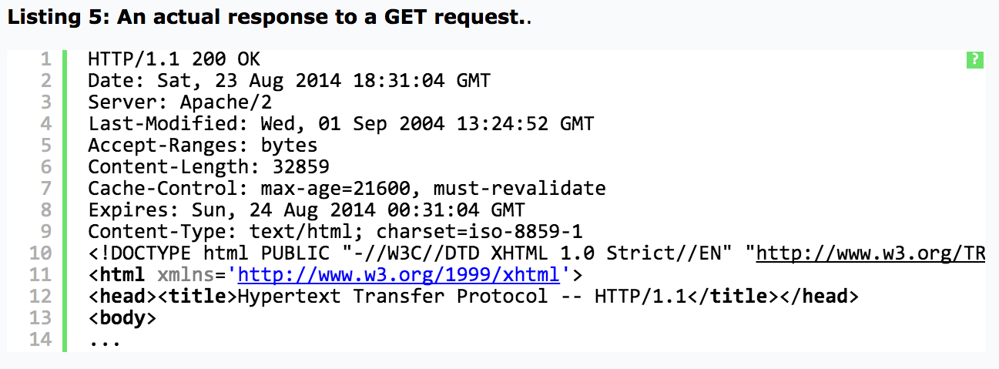 Listing 5: An actual response to a GET request..
?
1 HTTP/1.1 200 OK
2 Date: Sat, 23 Aug 2014 18:31:04 GMT
3 Server: Apache/2
4 Last-Modified: Wed, 01 Sep 2004 13:24:52 GMT
5 Accept-Ranges: bytes
6 Content-Length: 32859
7 Cache-Control: max-age=21600, must-revalidate
8 Expires: Sun, 24 Aug 2014 00:31:04 GMT
9 Content-Type: text/html; charset=iso-8859-1
10 <!DOCTYPE html PUBLIC "-//W3C//DTD XHTML 1.0 Strict//EN" "http://www.w3.org/TR
11 <html xmlns='http://www.w3.org/1999/xhtml'>
12 <head><title>Hypertext Transfer Protocol -- HTTP/1.1</title></head>
13 <body>
14 ...